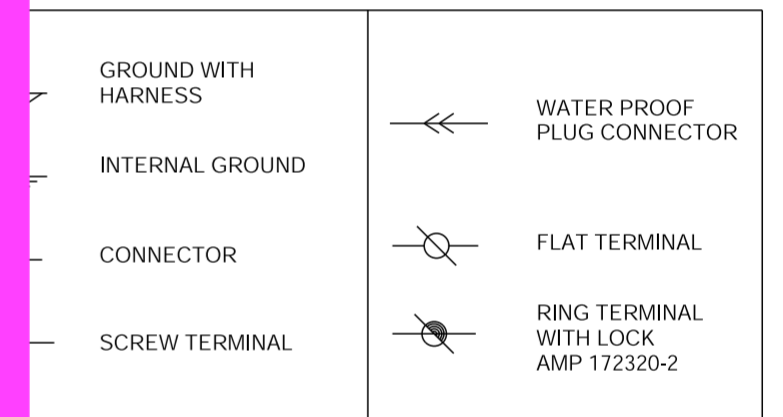 GROUND WITH
HARNESS
INTERNAL GROUND
CONNECTOR
SCREW TERMINAL
WATER PROOF
PLUG CONNECTOR
FLAT TERMINAL
RING TERMINAL
WITH LOCK
AMP 172320-2